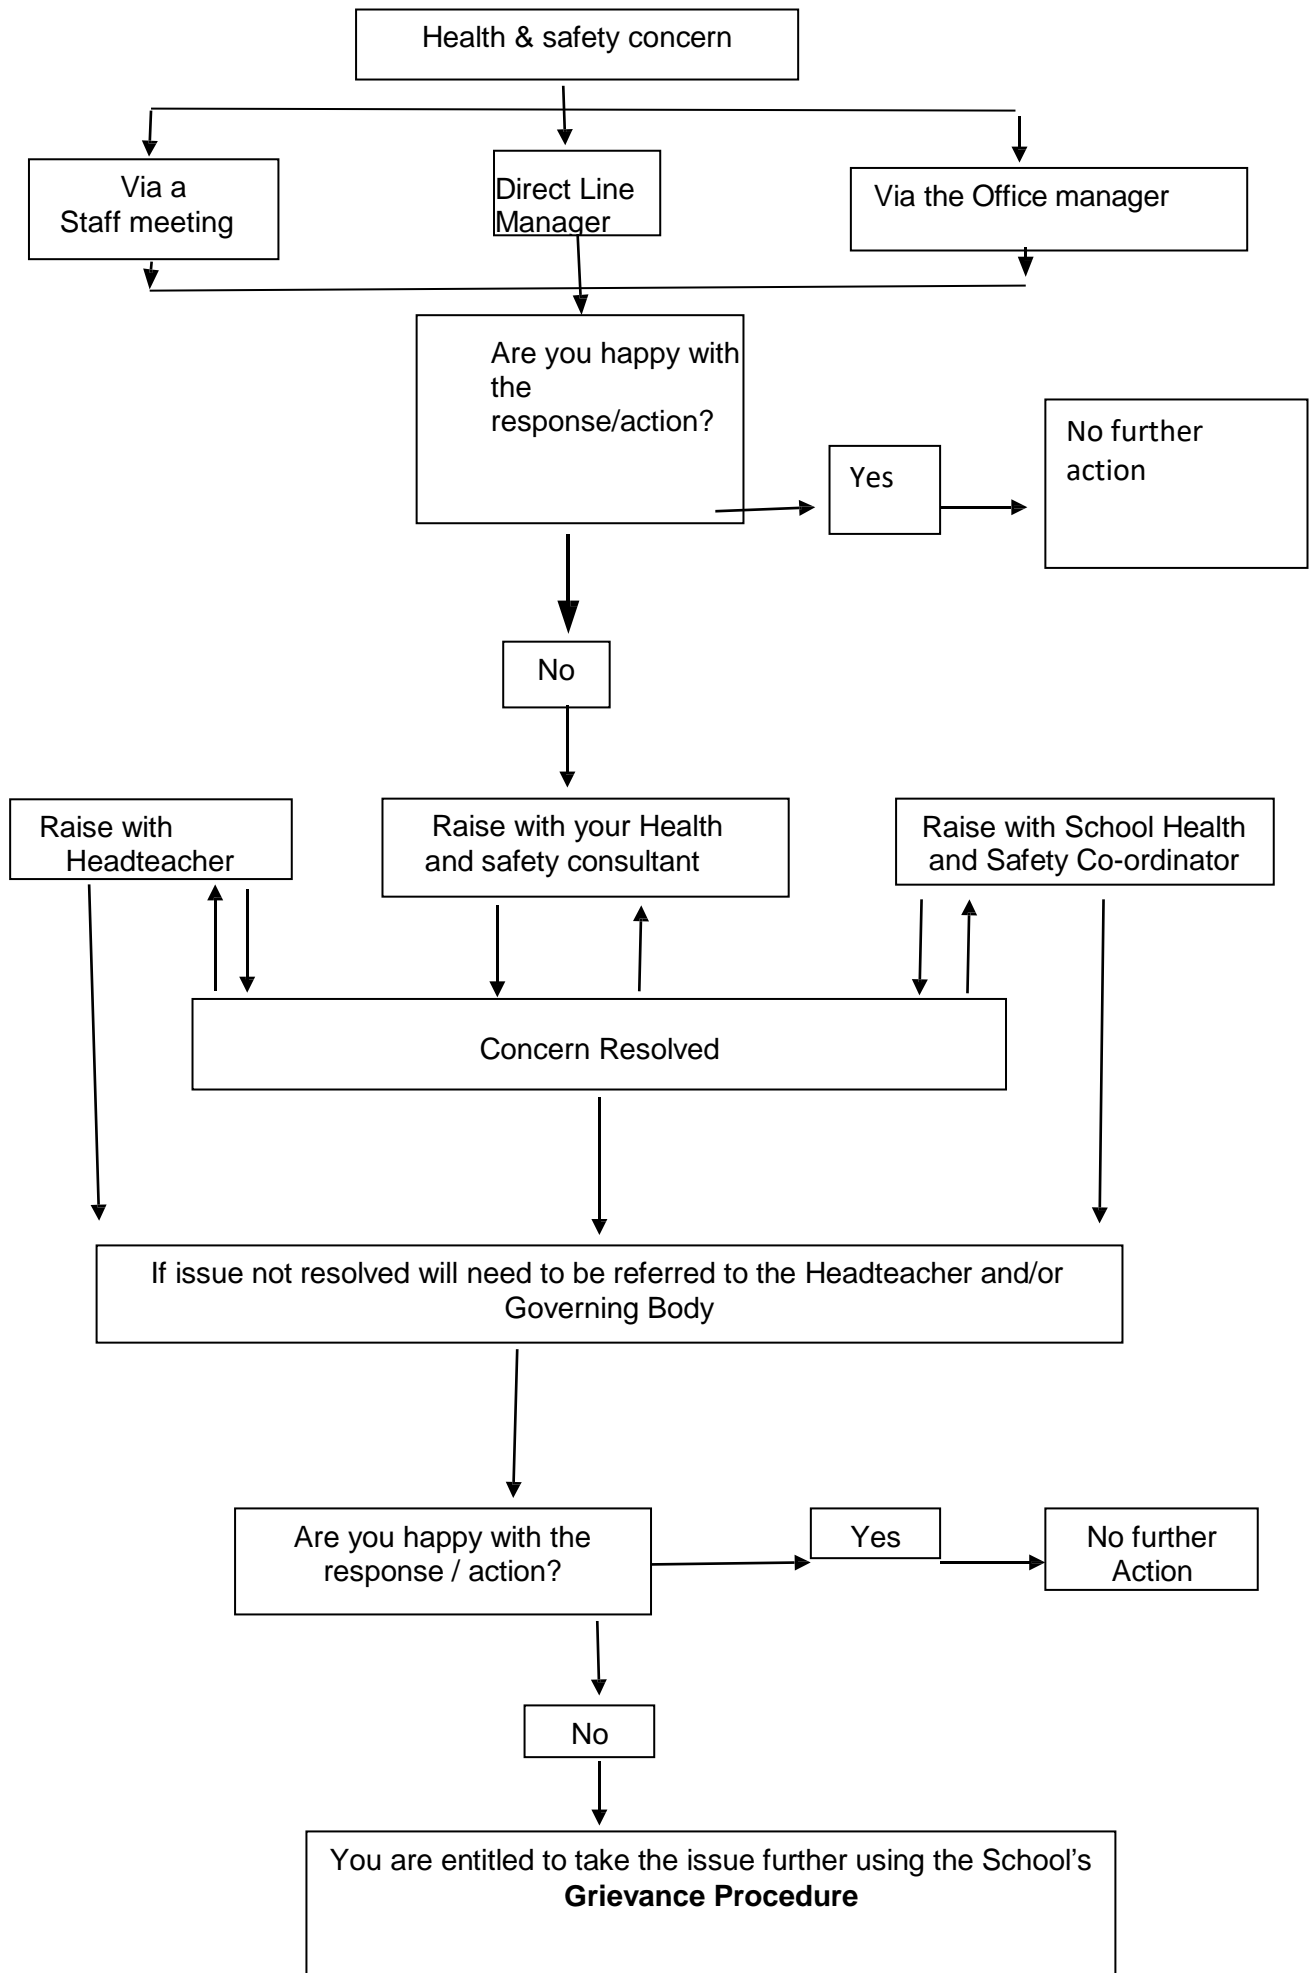 Health & safety concern
Via a
Staff meeting
Direct Line
Manager
Via the Office manager
Are you happy with
the
response/action?
Yes
No further
action
No
Raise with
Headteacher
Raise with your Health
and safety consultant
Raise with School Health
and Safety Co-ordinator
Concern Resolved
If issue not resolved will need to be referred to the Headteacher and/or
Governing Body
Are you happy with the
response / action?
Yes
No further
Action
No
You are entitled to take the issue further using the School’s
Grievance Procedure